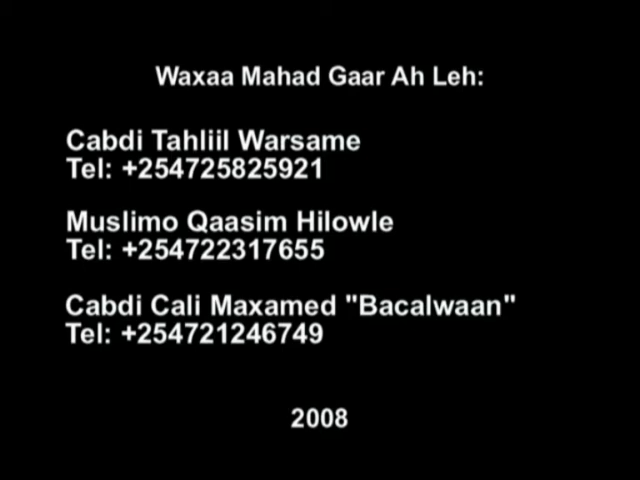 Waxaa Mahad Gaar Ah Leh:
Cabdi Tahliil Warsame
Tel: +254725825921
Muslimo Qaasim Hilowle
Tel: +254722317655
Cabdi Cali Maxamed "Bacalwaan"
Tel: +254721246749
2008